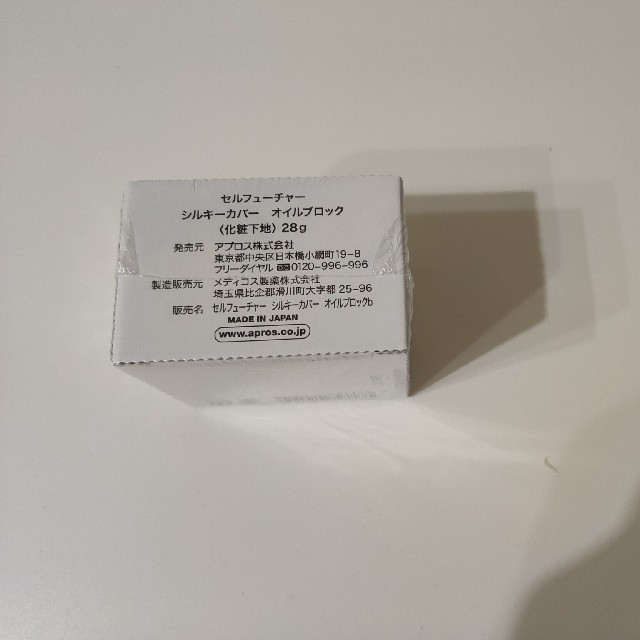 セルフューチャー
シルキーカバー オイルブロック
〈化粧下地〉28g
発売元 アプロス株式会社
東京都中央区日本橋小網町19-8
フリーダイヤル 0120-996-996
製造販売元 メディコス製薬株式会社
埼玉県比企郡滑川町大字都 25-96
販売名 セルフューチャー シルキーカバー オイルブロックb
MADE IN JAPAN
www.apros.co.jp